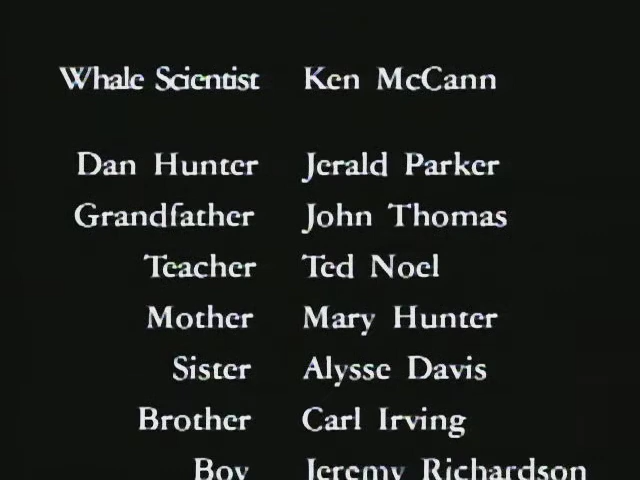 Whale Scientist Ken McCann
Dan Hunter Jerald Parker
Grandfather John Thomas
Teacher Ted Noel
Mother Mary Hunter
Sister Alysse Davis
Brother Carl Irving
Boy Jeremy Richardson